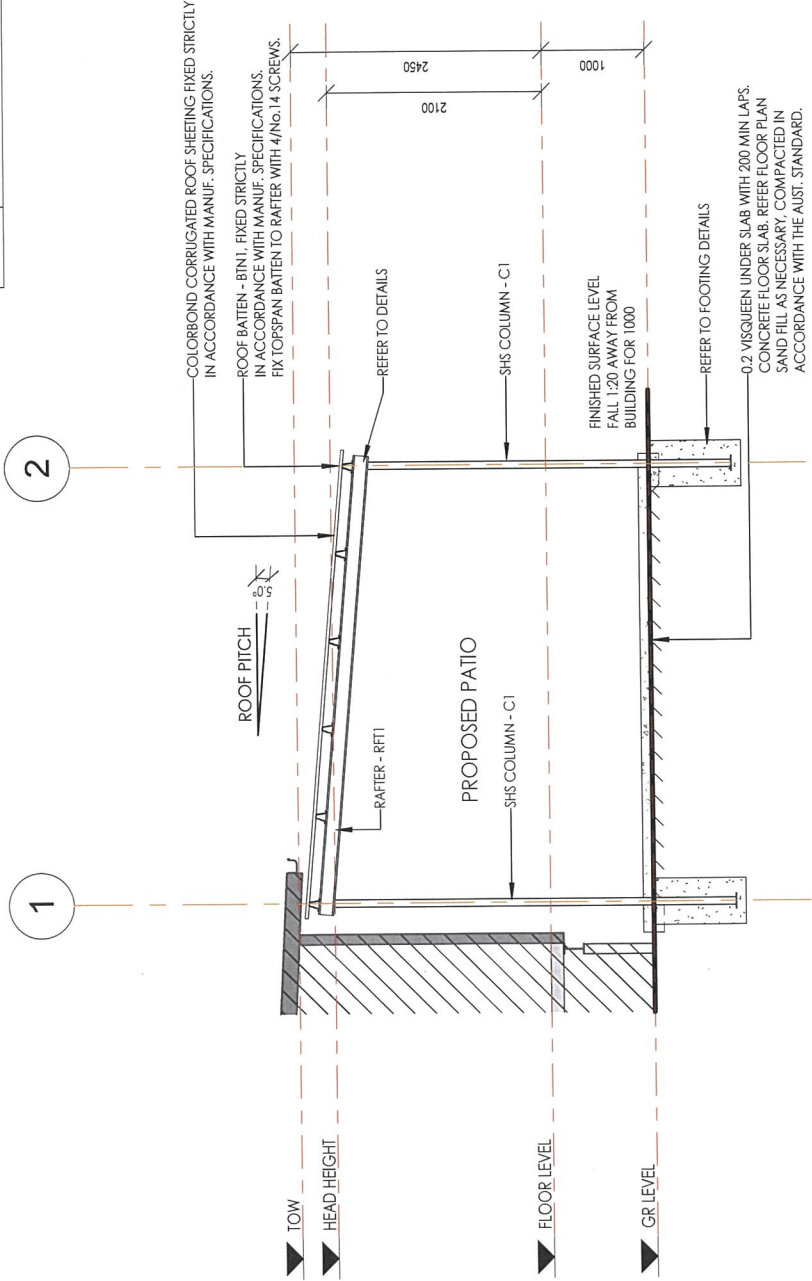 1
2
ROOF PITCH
5.0°
COLORBOND CORRUGATED ROOF SHEETING FIXED STRICTLY
IN ACCORDANCE WITH MANUF. SPECIFICATIONS.
ROOF BATTEN - BTN1, FIXED STRICTLY
IN ACCORDANCE WITH MANUF. SPECIFICATIONS.
FIX TOPSPAN BATTEN TO RAFTER WITH 4/No.14 SCREWS.
TOW
HEAD HEIGHT
FLOOR LEVEL
GR LEVEL
RAFTER - RFT1
PROPOSED PATIO
SHS COLUMN - C1
REFER TO DETAILS
SHS COLUMN - C1
FINISHED SURFACE LEVEL
FALL 1:20 AWAY FROM
BUILDING FOR 1000
REFER TO FOOTING DETAILS
0.2 VISQUEEN UNDER SLAB WITH 200 MIN LAPS.
CONCRETE FLOOR SLAB. REFER FLOOR PLAN
SAND FILL AS NECESSARY, COMPACTED IN
ACCORDANCE WITH THE AUST. STANDARD.
2450
2100
1000